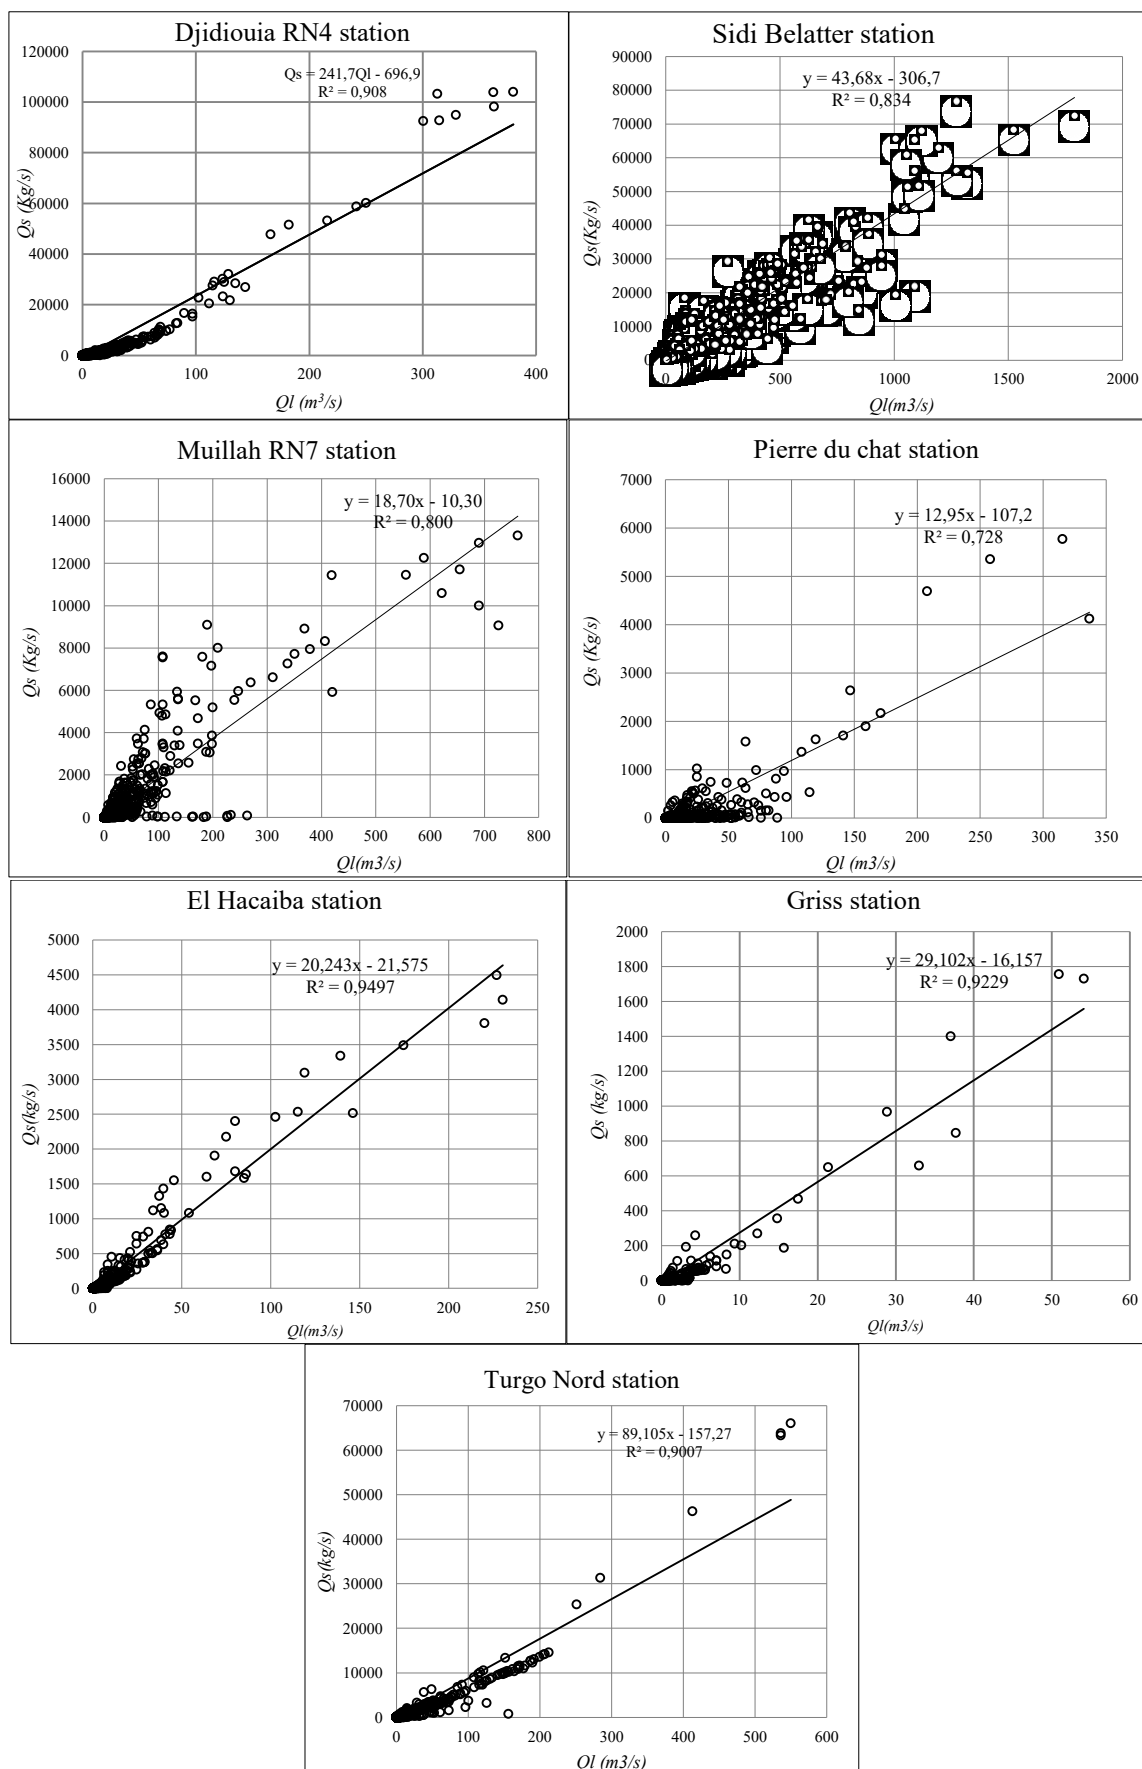 Djidiouia RN4 station
120000
100000
80000
60000
40000
20000
0
0 100 200 300 400
Qs (Kg/s)
Ql (m³/s)
Qs = 241,7Ql - 696,9
R² = 0,908
Sidi Belatter station
90000
80000
70000
60000
50000
40000
30000
20000
10000
0
0 500 1000 1500 2000
Qs(Kg/s)
Ql(m3/s)
y = 43,68x - 306,7
R² = 0,834
Muillah RN7 station
16000
14000
12000
10000
8000
6000
4000
2000
0
0 100 200 300 400 500 600 700 800
Qs (Kg/s)
Ql(m3/s)
y = 18,70x - 10,30
R² = 0,800
Pierre du chat station
7000
6000
5000
4000
3000
2000
1000
0
0 50 100 150 200 250 300 350
Qs (Kg/s)
Ql (m3/s)
y = 12,95x - 107,2
R² = 0,728
El Hacaiba station
5000
4500
4000
3500
3000
2500
2000
1500
1000
500
0
0 50 100 150 200 250
Qs(kg/s)
Ql(m3/s)
y = 20,243x - 21,575
R² = 0,9497
Griss station
2000
1800
1600
1400
1200
1000
800
600
400
200
0
0 10 20 30 40 50 60
Qs (kg/s)
Ql(m3/s)
y = 29,102x - 16,157
R² = 0,9229
Turgo Nord station
70000
60000
50000
40000
30000
20000
10000
0
0 100 200 300 400 500 600
Qs(kg/s)
Ql (m3/s)
y = 89,105x - 157,27
R² = 0,9007